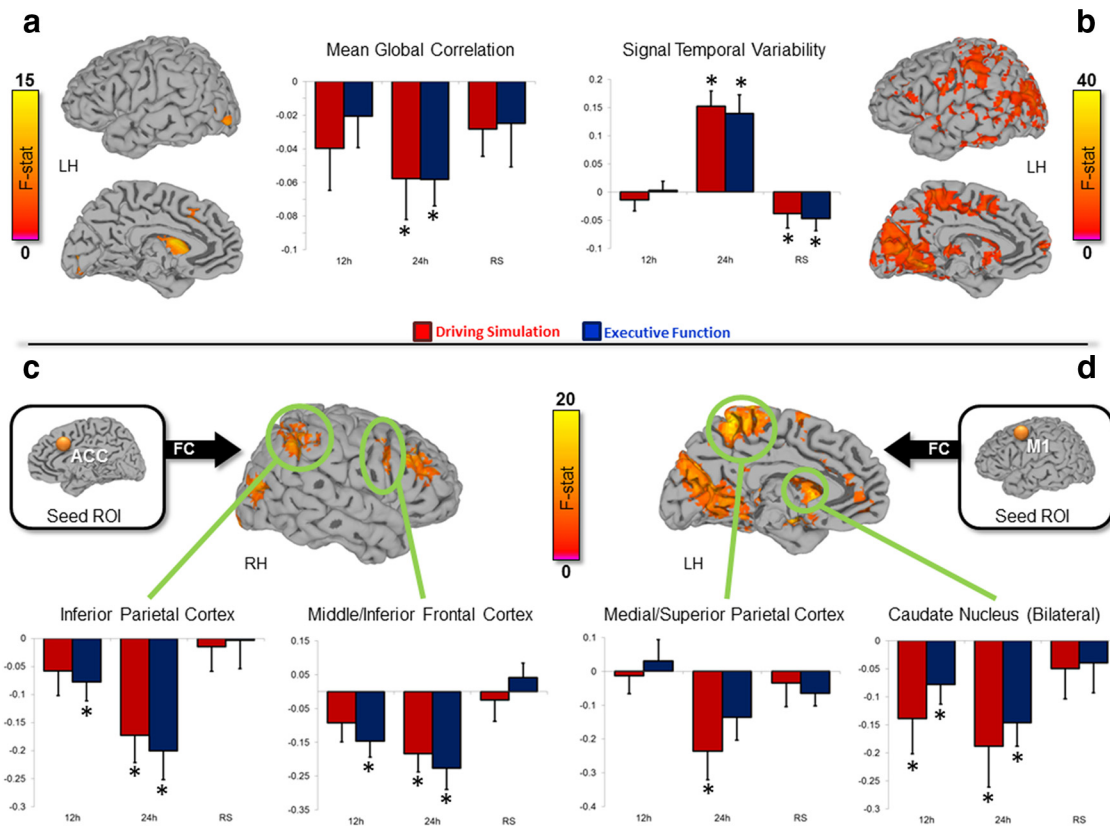 a
b
Mean Global Correlation
Signal Temporal Variability
15
F-stat
0
LH
0
-0.02
-0.04
-0.06
-0.08
-0.1
* *
12h 24h RS
0.2
0.15
0.1
0.05
0
-0.05
-0.1
* *
* *
12h 24h RS
LH
40
F-stat
0
Driving Simulation
Executive Function
c
d
ACC
Seed ROI
FC
RH
20
F-stat
0
LH
FC
M1
Seed ROI
Inferior Parietal Cortex
0
-0.05
-0.1
-0.15
-0.2
-0.25
-0.3
*
* *
12h 24h RS
Middle/Inferior Frontal Cortex
0.15
0.05
-0.05
-0.15
-0.25
-0.35
*
* *
12h 24h RS
Medial/Superior Parietal Cortex
0.1
0
-0.1
-0.2
-0.3
-0.4
*
12h 24h RS
Caudate Nucleus (Bilateral)
0
-0.05
-0.1
-0.15
-0.2
-0.25
-0.3
* *
* *
12h 24h RS